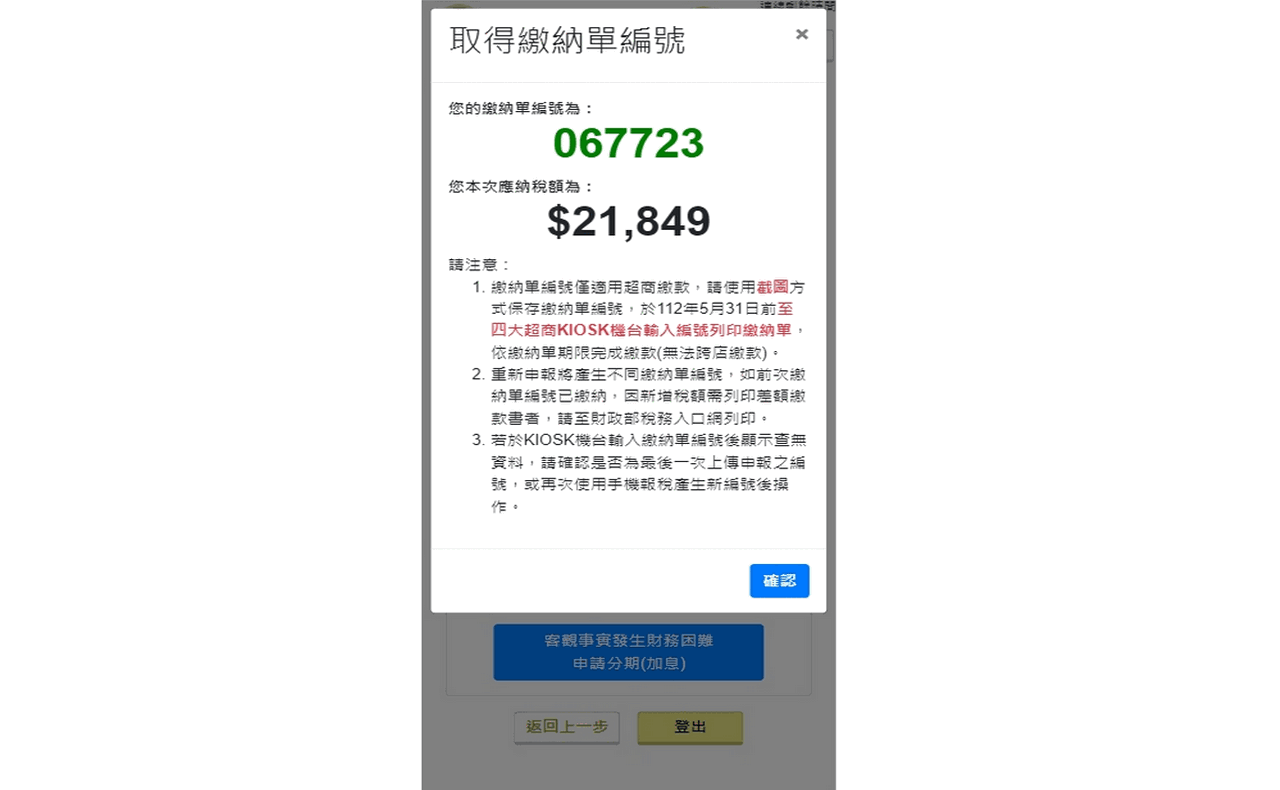 取得繳納單編號
×
您的繳納單編號為：
067723
您本次應納稅額為：
$21,849
請注意：
1. 繳納單編號僅適用超商繳款，請使用截圖方
式保存繳納單編號，於112年5月31日前至
四大超商KIOSK機台輸入編號列印繳納單，
依繳納單期限完成繳款(無法跨店繳款)。
2. 重新申報將產生不同繳納單編號，如前次繳
納單編號已繳納，因新增稅額需列印差額繳
款書者，請至財政部稅務入口網列印。
3. 若於KIOSK機台輸入繳納單編號後顯示查無
資料，請確認是否為最後一次上傳申報之編
號，或再次使用手機報稅產生新編號後操
作。
確認
客觀事實發生財務困難
申請分期(加息)
返回上一步
登出